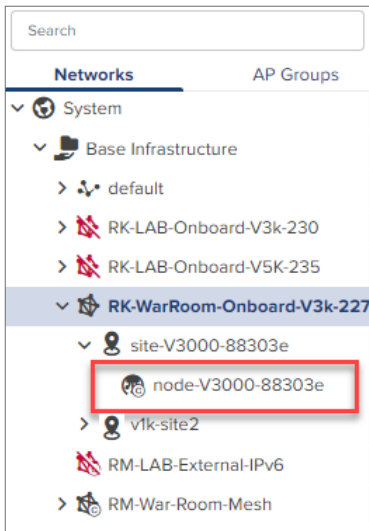 Search
Networks AP Groups
System
Base Infrastructure
default
RK-LAB-Onboard-V3k-230
RK-LAB-Onboard-V5K-235
RK-WarRoom-Onboard-V3k-227
site-V3000-88303e
node-V3000-88303e
v1k-site2
RM-LAB-External-IPv6
RM-War-Room-Mesh